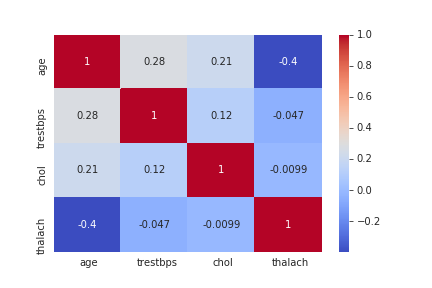 age 1 0.28 0.21 -0.4
trestbps 0.28 1 0.12 -0.047
chol 0.21 0.12 1 -0.0099
thalach -0.4 -0.047 -0.0099 1
age trestbps chol thalach
1.0
0.8
0.6
0.4
0.2
0.0
−0.2